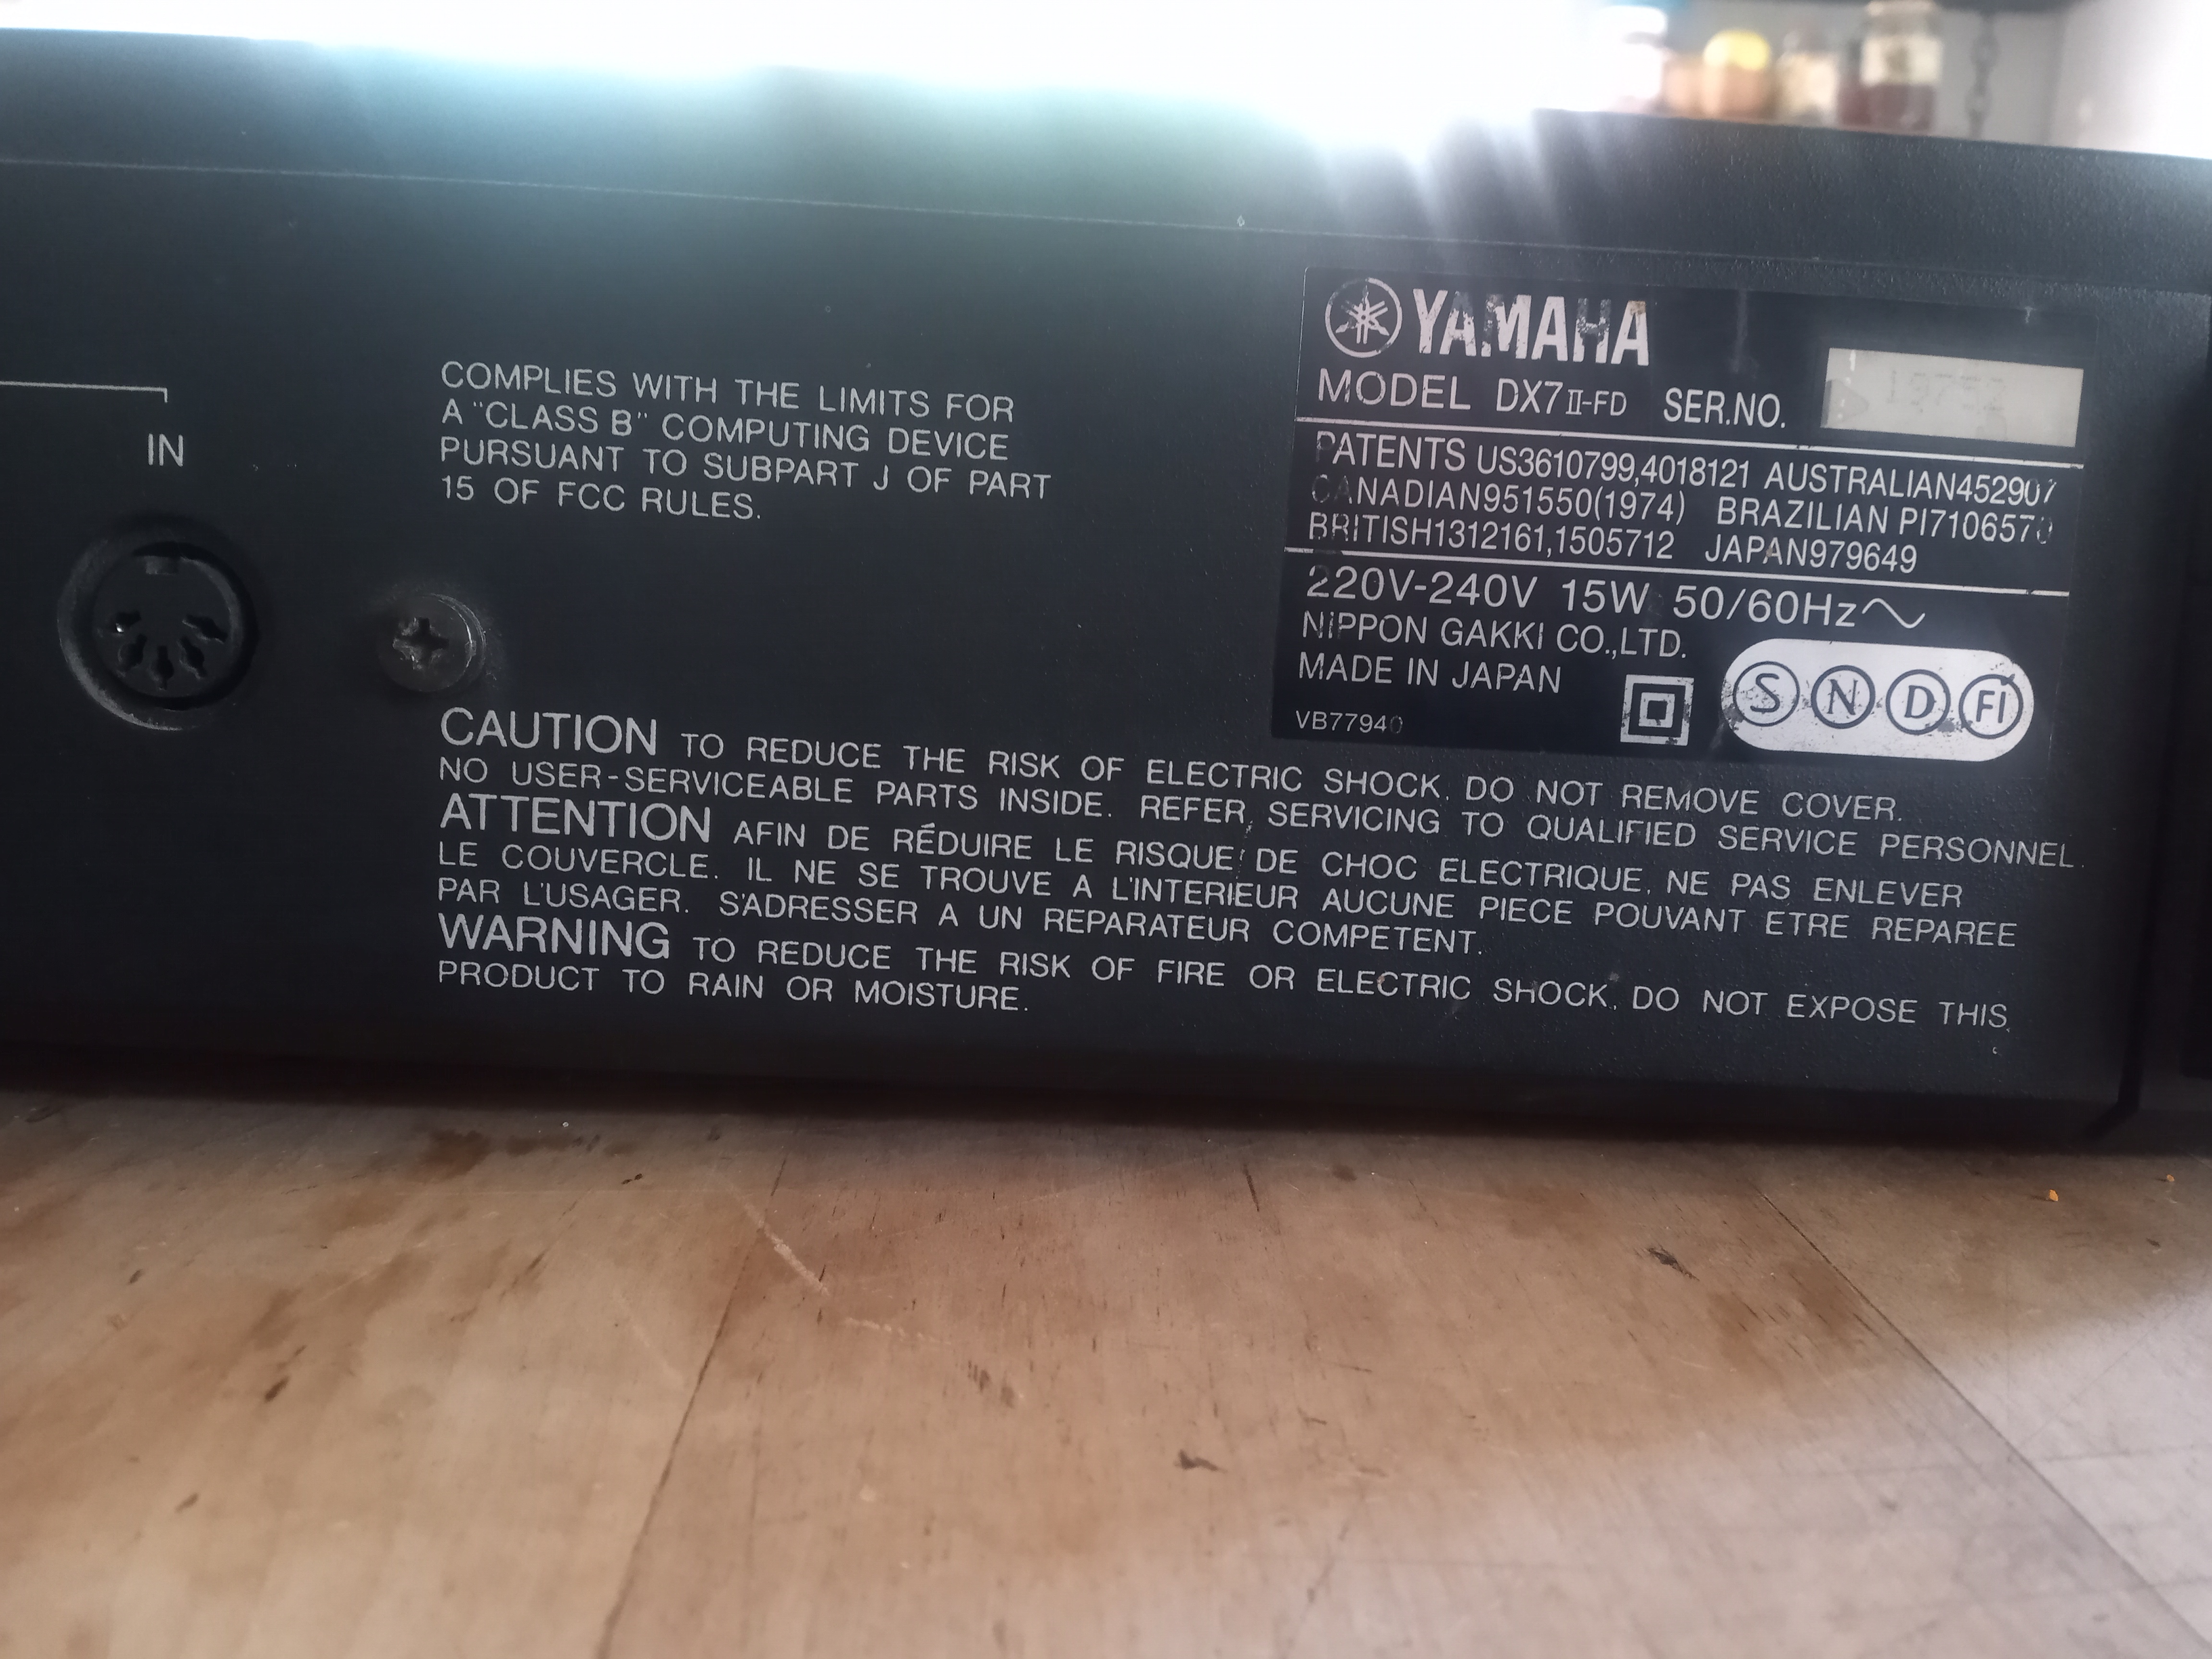 IN
COMPLIES WITH THE LIMITS FOR
A "CLASS B" COMPUTING DEVICE
PURSUANT TO SUBPART J OF PART
15 OF FCC RULES.
YAMAHA
MODEL DX7II-FD SER.NO.
PATENTS US3610799,4018121 AUSTRALIAN452907
CANADIAN951550(1974) BRAZILIAN
BRITISH1312161,1505712 JAPAN979649
220V-240V 15W 50/60Hz
NIPPON GAKKI CO.,LTD.
MADE IN JAPAN
VB77940
S N D FI
CAUTION TO REDUCE THE RISK OF ELECTRIC SHOCK, DO NOT REMOVE COVER.
NO USER-SERVICEABLE PARTS INSIDE. REFER SERVICING TO QUALIFIED SERVICE PERSONNEL.
ATTENTION AFIN DE RÉDUIRE LE RISQUE DE CHOC ELECTRIQUE, NE PAS ENLEVER
LE COUVERCLE. IL NE SE TROUVE A L'INTERIEUR AUCUNE PIECE POUVANT ETRE REPAREE
PAR L'USAGER. S'ADRESSER A UN REPARATEUR COMPETENT.
WARNING TO REDUCE THE RISK OF FIRE OR ELECTRIC SHOCK, DO NOT EXPOSE THIS
PRODUCT TO RAIN OR MOISTURE.